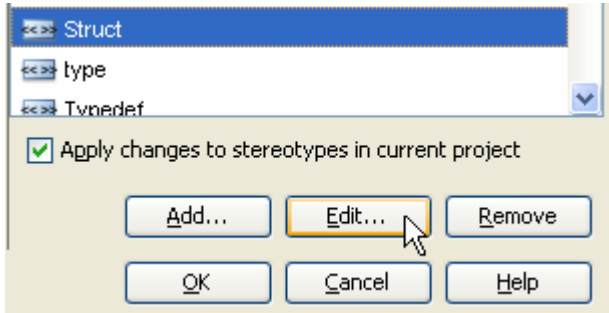 <<>> Struct
<<>> type
<<>> Typedef
Apply changes to stereotypes in current project
Add... Edit... Remove
OK Cancel Help